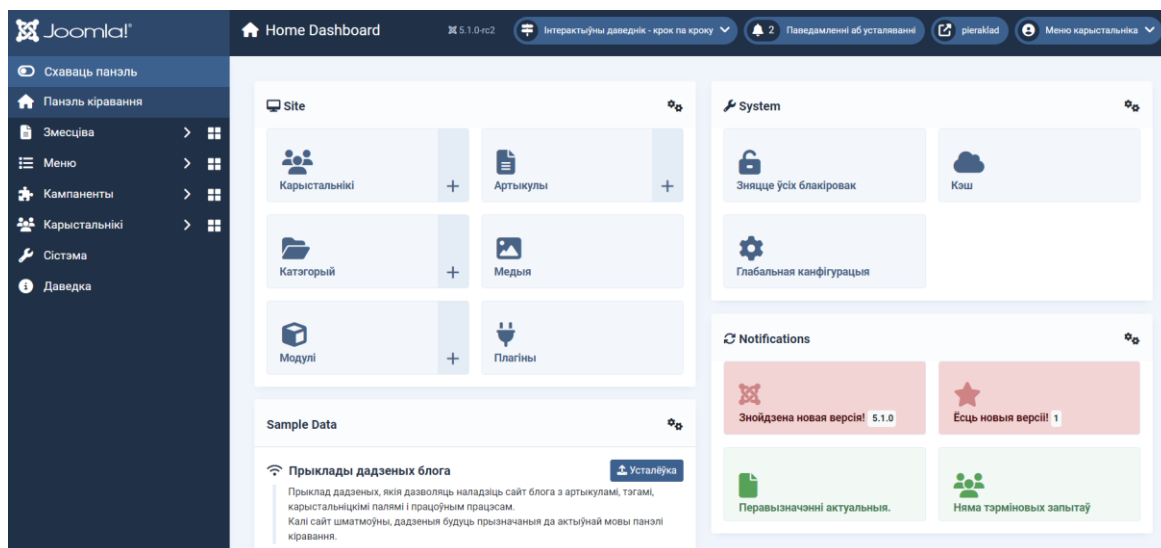 Joomla!®
Home Dashboard
5.1.0-rc2
Інтерактыўны даведнік - крок па кроку
2 Паведамленні аб усталяванні
pieraklad
Меню карыстальніка
Схаваць панэль
Панэль кіравання
Змесціва
Меню
Кампаненты
Карыстальнікі
Сістэма
Даведка
Site
Карыстальнікі
Артыкулы
Катэгорый
Медыя
Модулі
Плагіны
Sample Data
Прыклады дадзеных блога
Усталёўка
Прыклад дадзеных, якія дазволяць наладзіць сайт блога з артыкуламі, тэгамі,
карыстальніцкімі палямі і працоўным працэсам.
Калі сайт шматмоўны, дадзеныя будуць прызначаныя да актыўнай мовы панэлі
кіравання.
System
Зняцце ўсіх блакіровак
Кэш
Глабальная канфігурацыя
Notifications
Знойдзена новая версія! 5.1.0
Ёсць новыя версіі! 1
Перавызначэнні актуальныя.
Няма тэрміновых запытаў